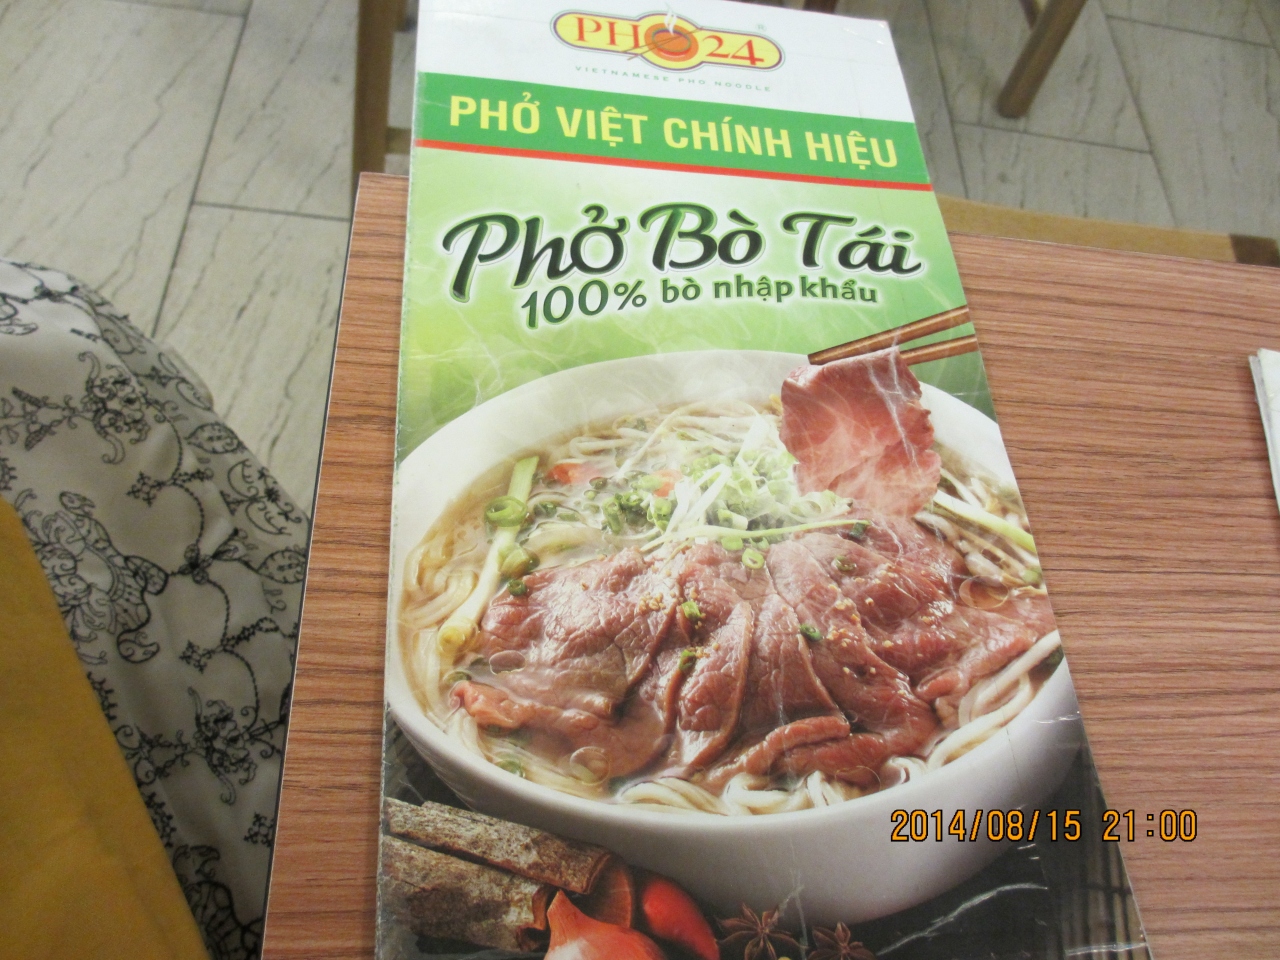 PHO24
®
VIETNAMESE PHO NOODLE
PHỞ VIỆT CHÍNH HIỆU
Phở Bò Tái
100% bò nhập khẩu
2014/08/15 21:00